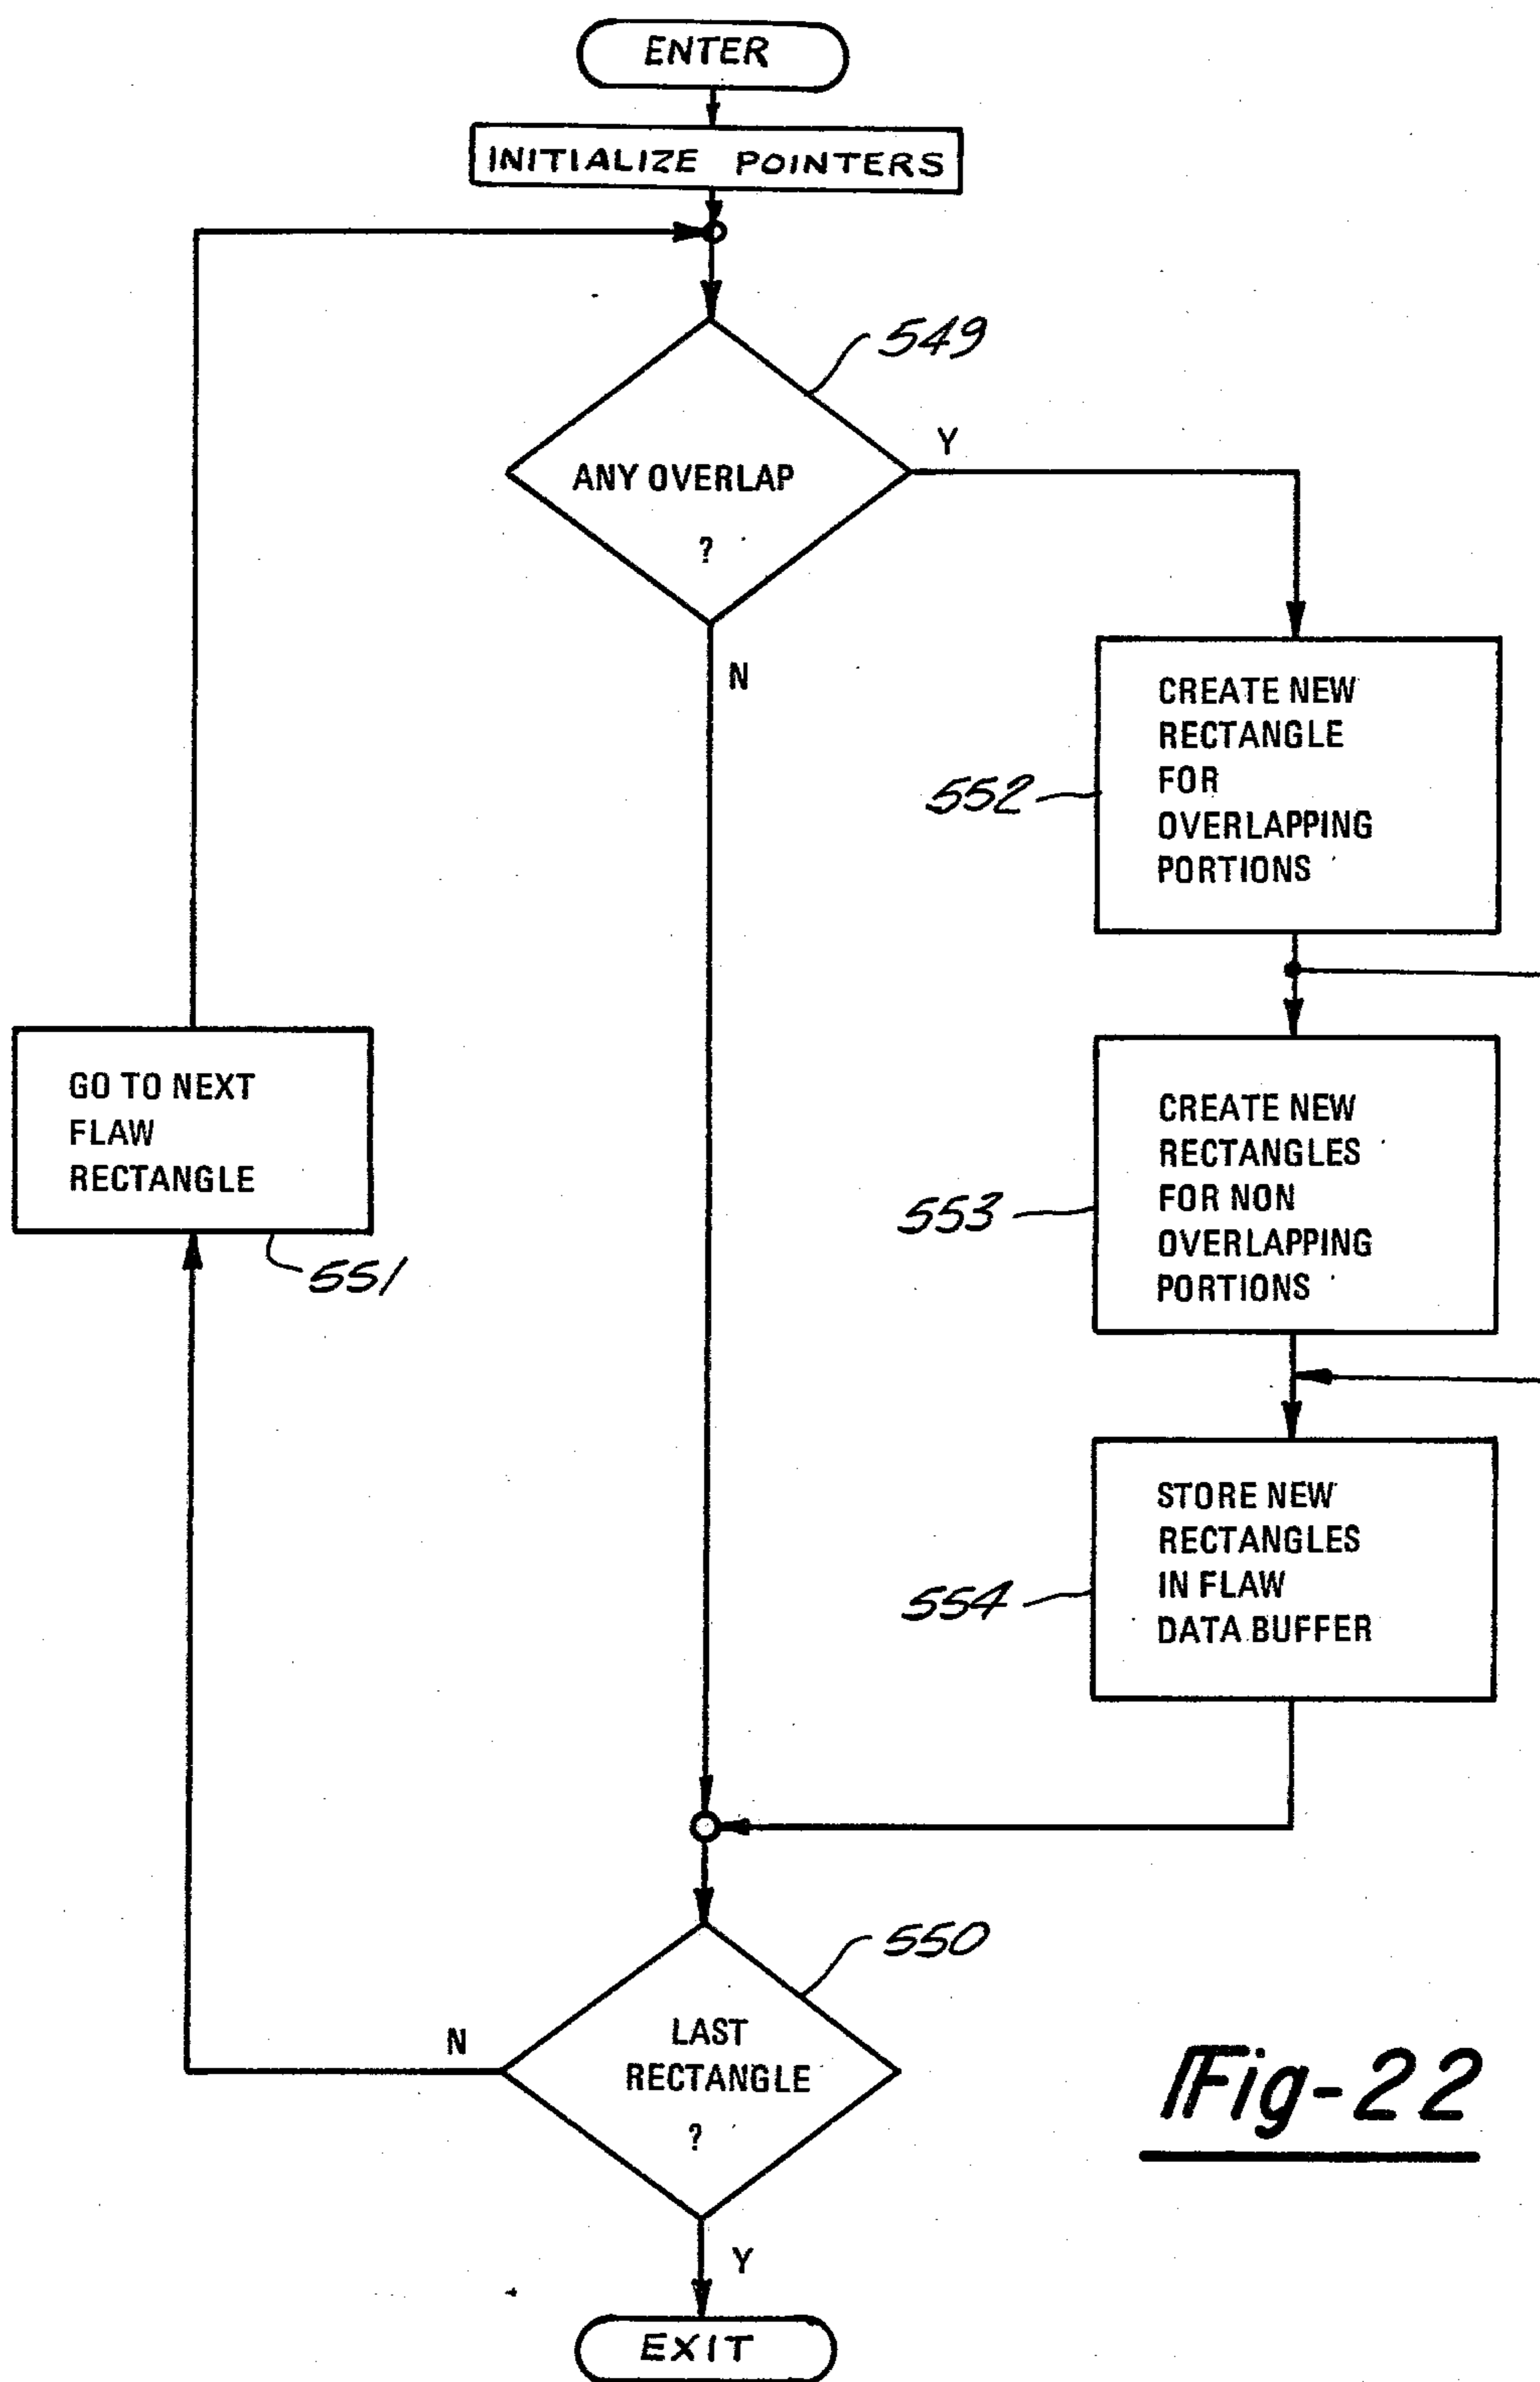 ENTER
INITIALIZE POINTERS
549
ANY OVERLAP
?
Y
N
CREATE NEW
RECTANGLE
FOR
OVERLAPPING
PORTIONS
552
GO TO NEXT
FLAW
RECTANGLE
551
CREATE NEW
RECTANGLES
FOR NON
OVERLAPPING
PORTIONS
553
STORE NEW
RECTANGLES
IN FLAW
DATA BUFFER
554
550
LAST
RECTANGLE
?
N
Y
EXIT
Fig-22